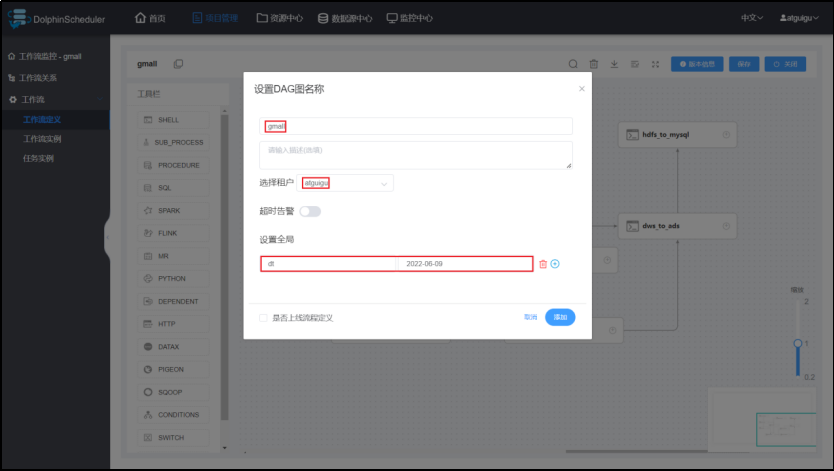 DolphinScheduler 首页 项目管理 资源中心 数据源中心 监控中心 中文 atguigu
工作流监控 - gmall
工作流关系
工作流
工作流定义
工作流实例
任务实例
gmall 版本信息 保存 关闭
工具栏
SHELL
SUB_PROCESS
PROCEDURE
SQL
SPARK
FLINK
MR
PYTHON
DEPENDENT
HTTP
DATAX
PIGEON
SQOOP
CONDITIONS
SWITCH
设置DAG图名称
gmall
请输入描述(选填)
选择租户 atguigu
超时告警
设置全局
dt 2022-06-09
是否上线流程定义 取消 添加
hdfs_to_mysql
dws_to_ads
缩放
2
1
0.2